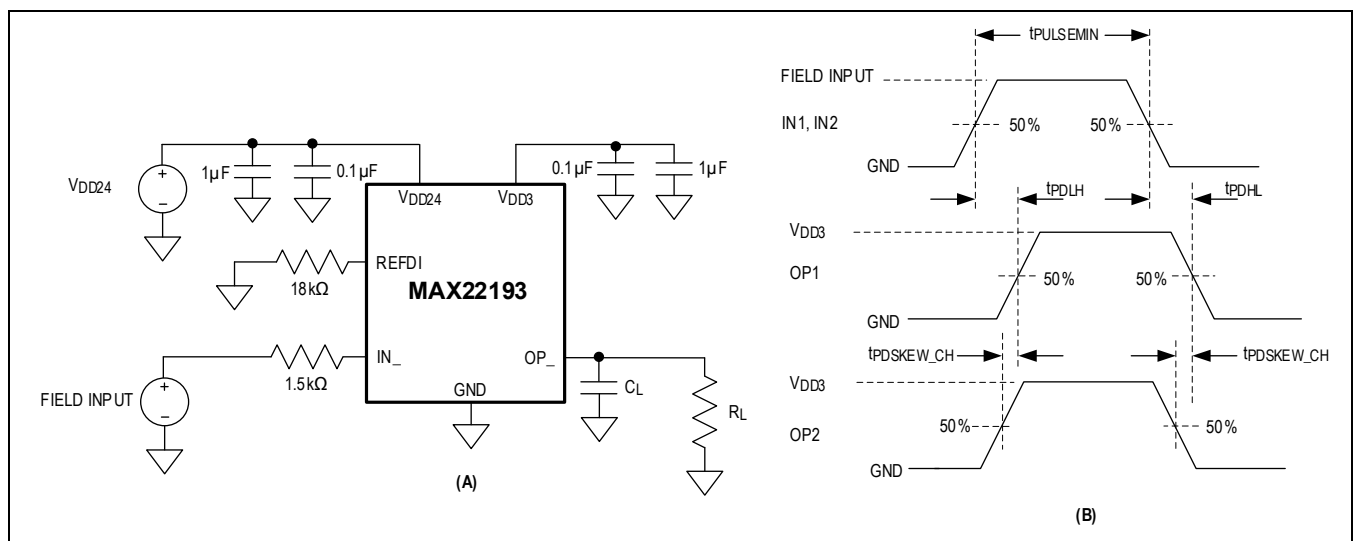 VDD24
1µF
0.1µF
0.1µF
1µF
VDD24
VDD3
REFDI
18kΩ
MAX22193
IN_
OP_
1.5kΩ
FIELD INPUT
GND
CL
RL
(A)
tPULSEMIN
FIELD INPUT
IN1, IN2
50%
50%
GND
tPDLH
tPDHL
VDD3
OP1
50%
50%
GND
tPDSKEW_CH
tPDSKEW_CH
VDD3
OP2
50%
50%
GND
(B)